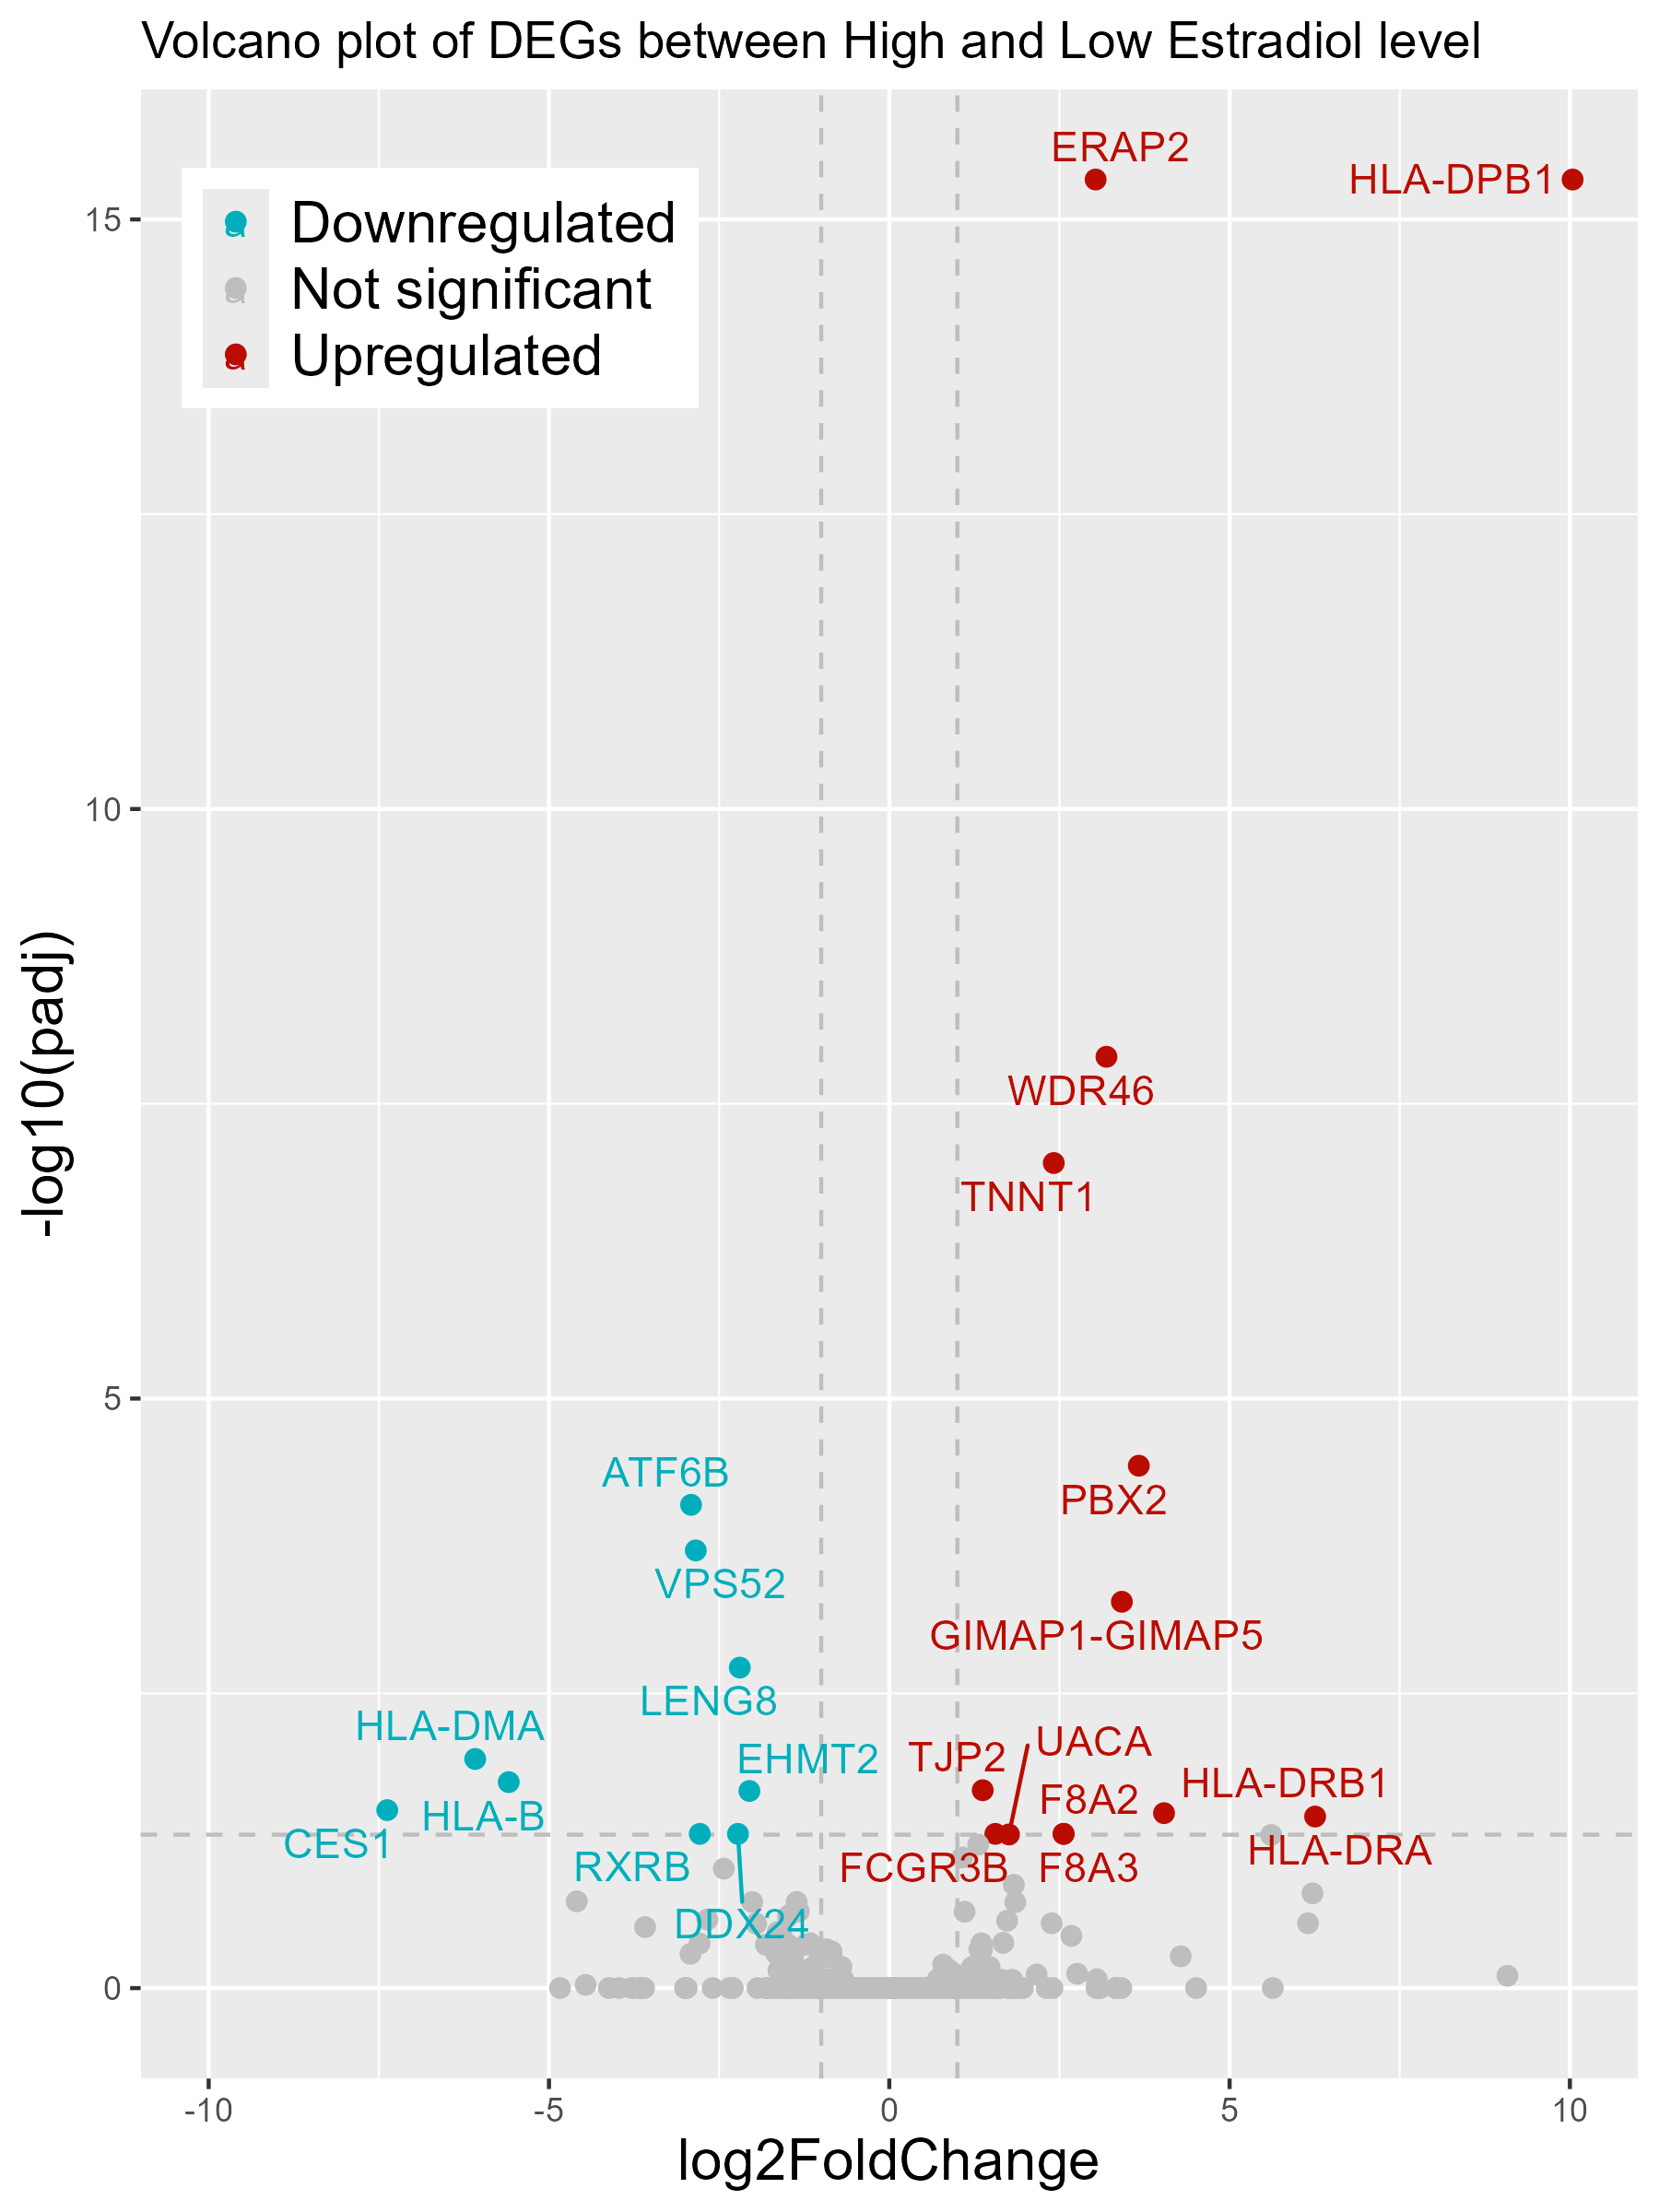 Volcano plot of DEGs between High and Low Estradiol level
ERAP2
HLA-DPB1
a Downregulated
a Not significant
a Upregulated
15
10
5
0
-log10(padj)
WDR46
TNNT1
ATF6B
PBX2
VPS52
GIMAP1-GIMAP5
LENG8
HLA-DMA
UACA
EHMT2
TJP2
HLA-DRB1
F8A2
HLA-B
CES1
HLA-DRA
RXRB
FCGR3B
F8A3
DDX24
-10
-5
0
5
10
log2FoldChange